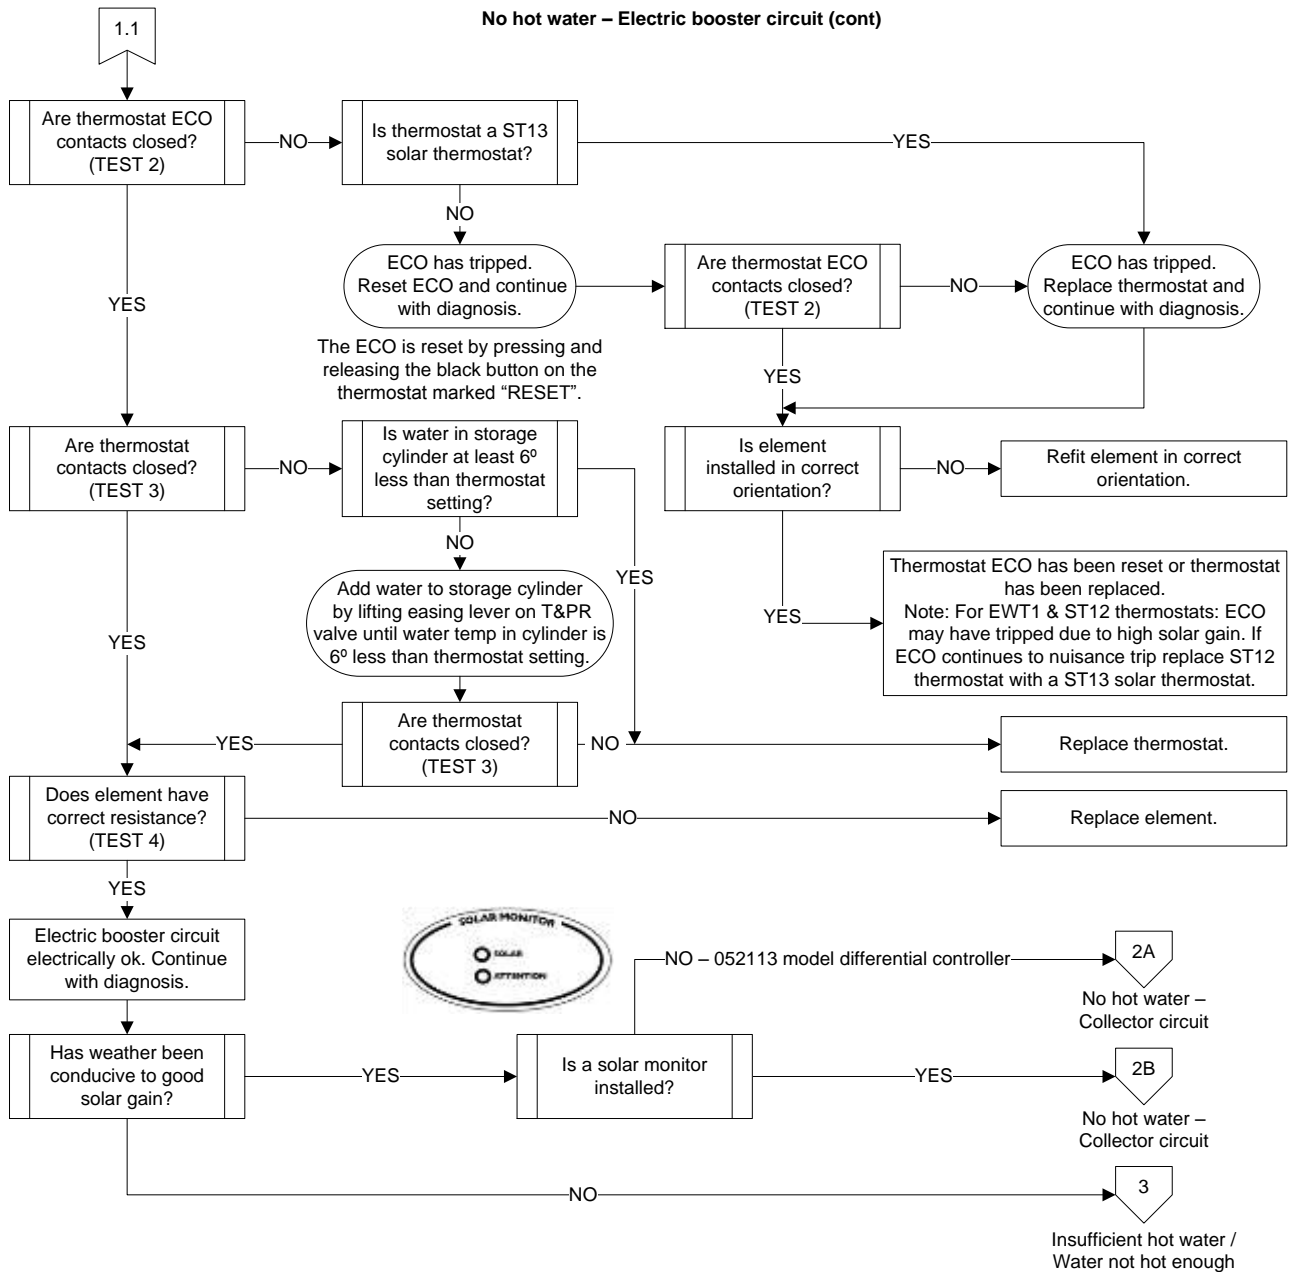 No hot water – Electric booster circuit (cont)
1.1
Are thermostat ECO
contacts closed?
(TEST 2)
NO
Is thermostat a ST13
solar thermostat?
YES
NO
ECO has tripped.
Reset ECO and continue
with diagnosis.
Are thermostat ECO
contacts closed?
(TEST 2)
NO
ECO has tripped.
Replace thermostat and
continue with diagnosis.
YES
The ECO is reset by pressing and
releasing the black button on the
thermostat marked “RESET”.
YES
Are thermostat
contacts closed?
(TEST 3)
NO
Is water in storage
cylinder at least 6º
less than thermostat
setting?
Is element
installed in correct
orientation?
NO
Refit element in correct
orientation.
NO
YES
Add water to storage cylinder
by lifting easing lever on T&PR
valve until water temp in cylinder is
6º less than thermostat setting.
YES
Thermostat ECO has been reset or thermostat
has been replaced.
Note: For EWT1 & ST12 thermostats: ECO
may have tripped due to high solar gain. If
ECO continues to nuisance trip replace ST12
thermostat with a ST13 solar thermostat.
YES
Are thermostat
contacts closed?
(TEST 3)
YES
NO
Replace thermostat.
Does element have
correct resistance?
(TEST 4)
NO
Replace element.
YES
Electric booster circuit
electrically ok. Continue
with diagnosis.
SOLAR MONITOR
SOLAR
ATTENTION
NO – 052113 model differential controller
2A
No hot water –
Collector circuit
Has weather been
conducive to good
solar gain?
YES
Is a solar monitor
installed?
YES
2B
No hot water –
Collector circuit
NO
3
Insufficient hot water /
Water not hot enough